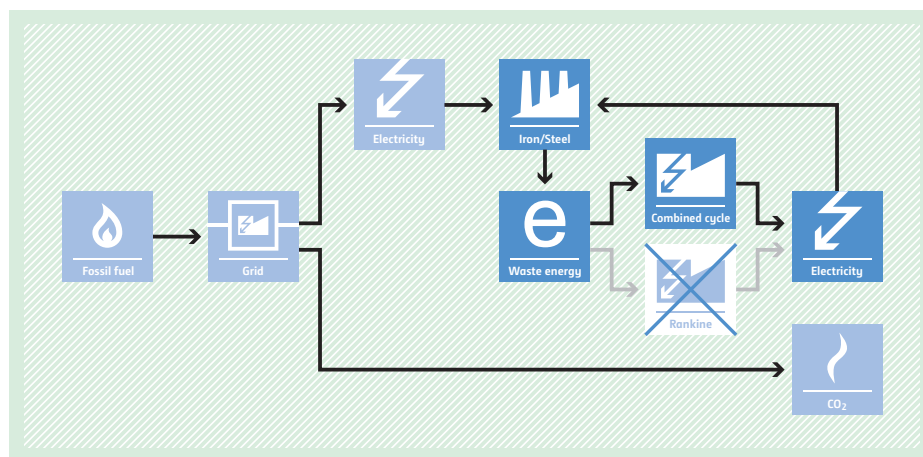 Electricity
Iron/Steel
Combined cycle
Fossil fuel
Grid
e
Waste energy
Electricity
Rankine
CO₂